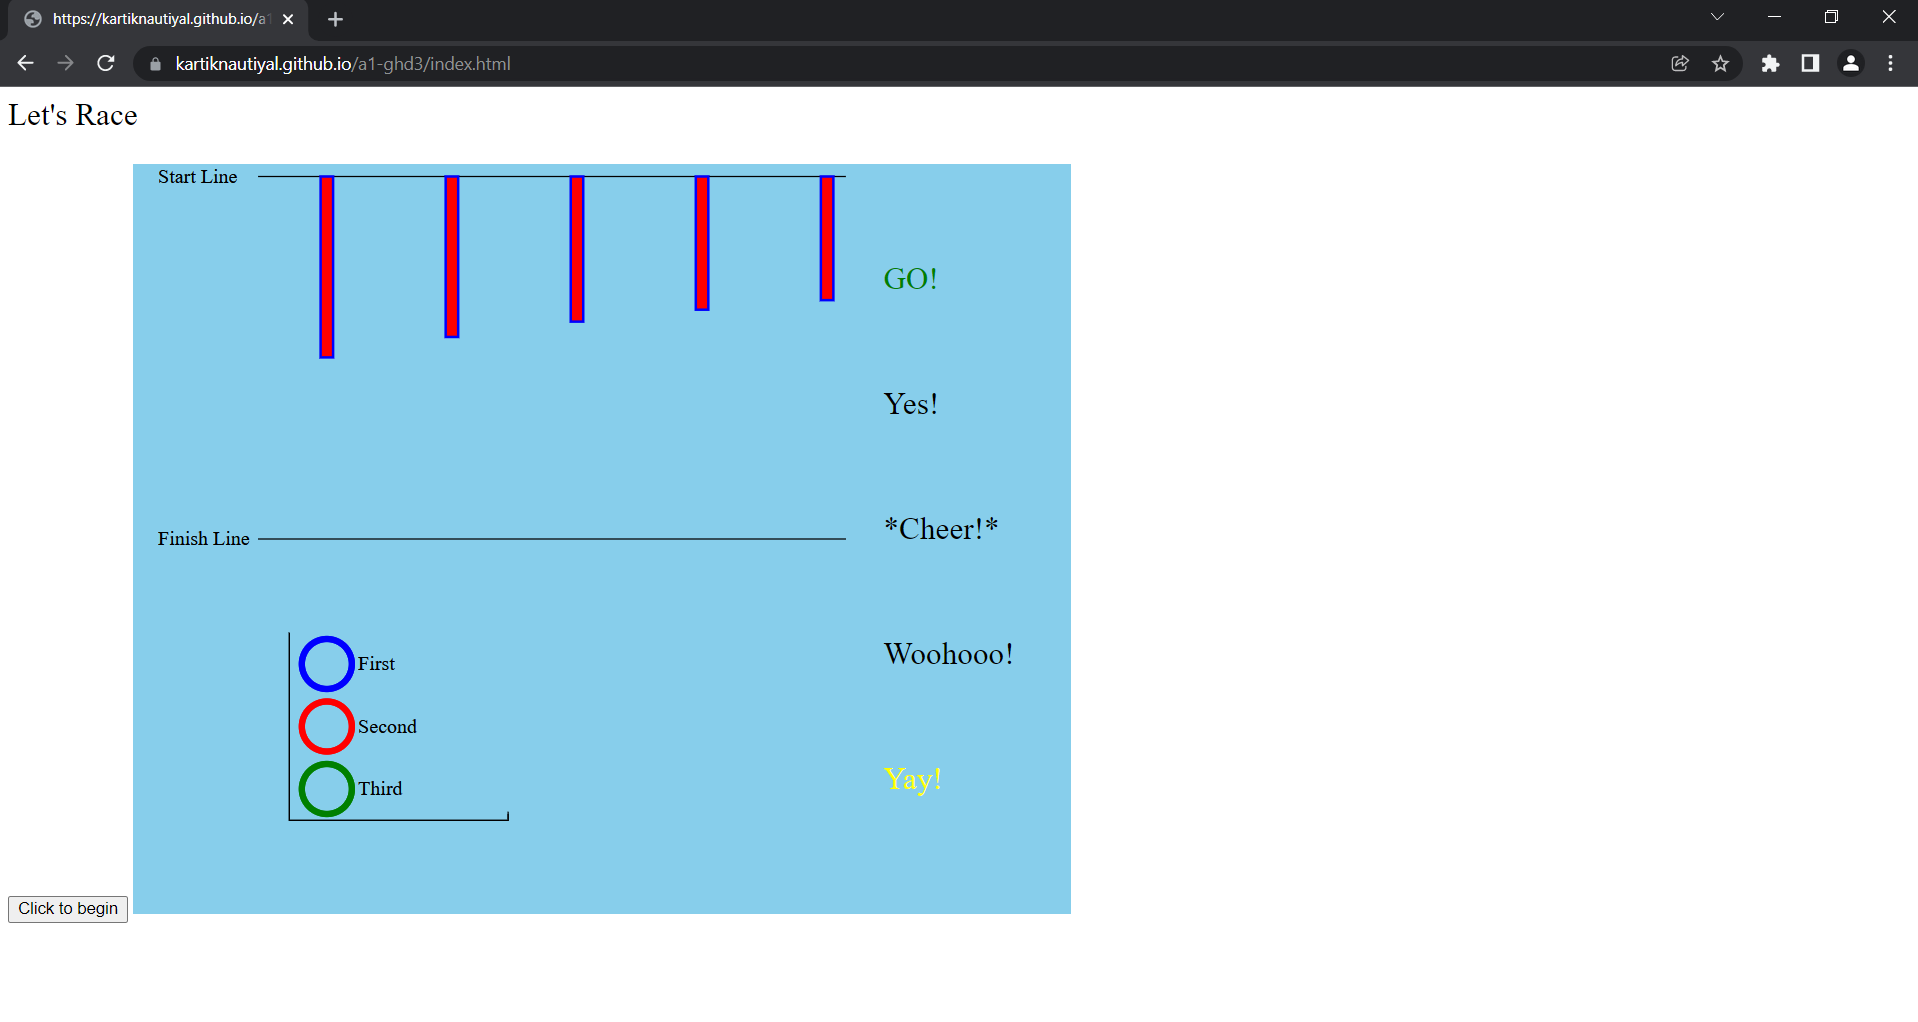 https://kartiknautiyal.github.io/a1
kartiknautiyal.github.io/a1-ghd3/index.html
Let's Race
Start Line
GO!
Yes!
*Cheer!*
Finish Line
Woohooo!
First
Second
Third
Yay!
Click to begin